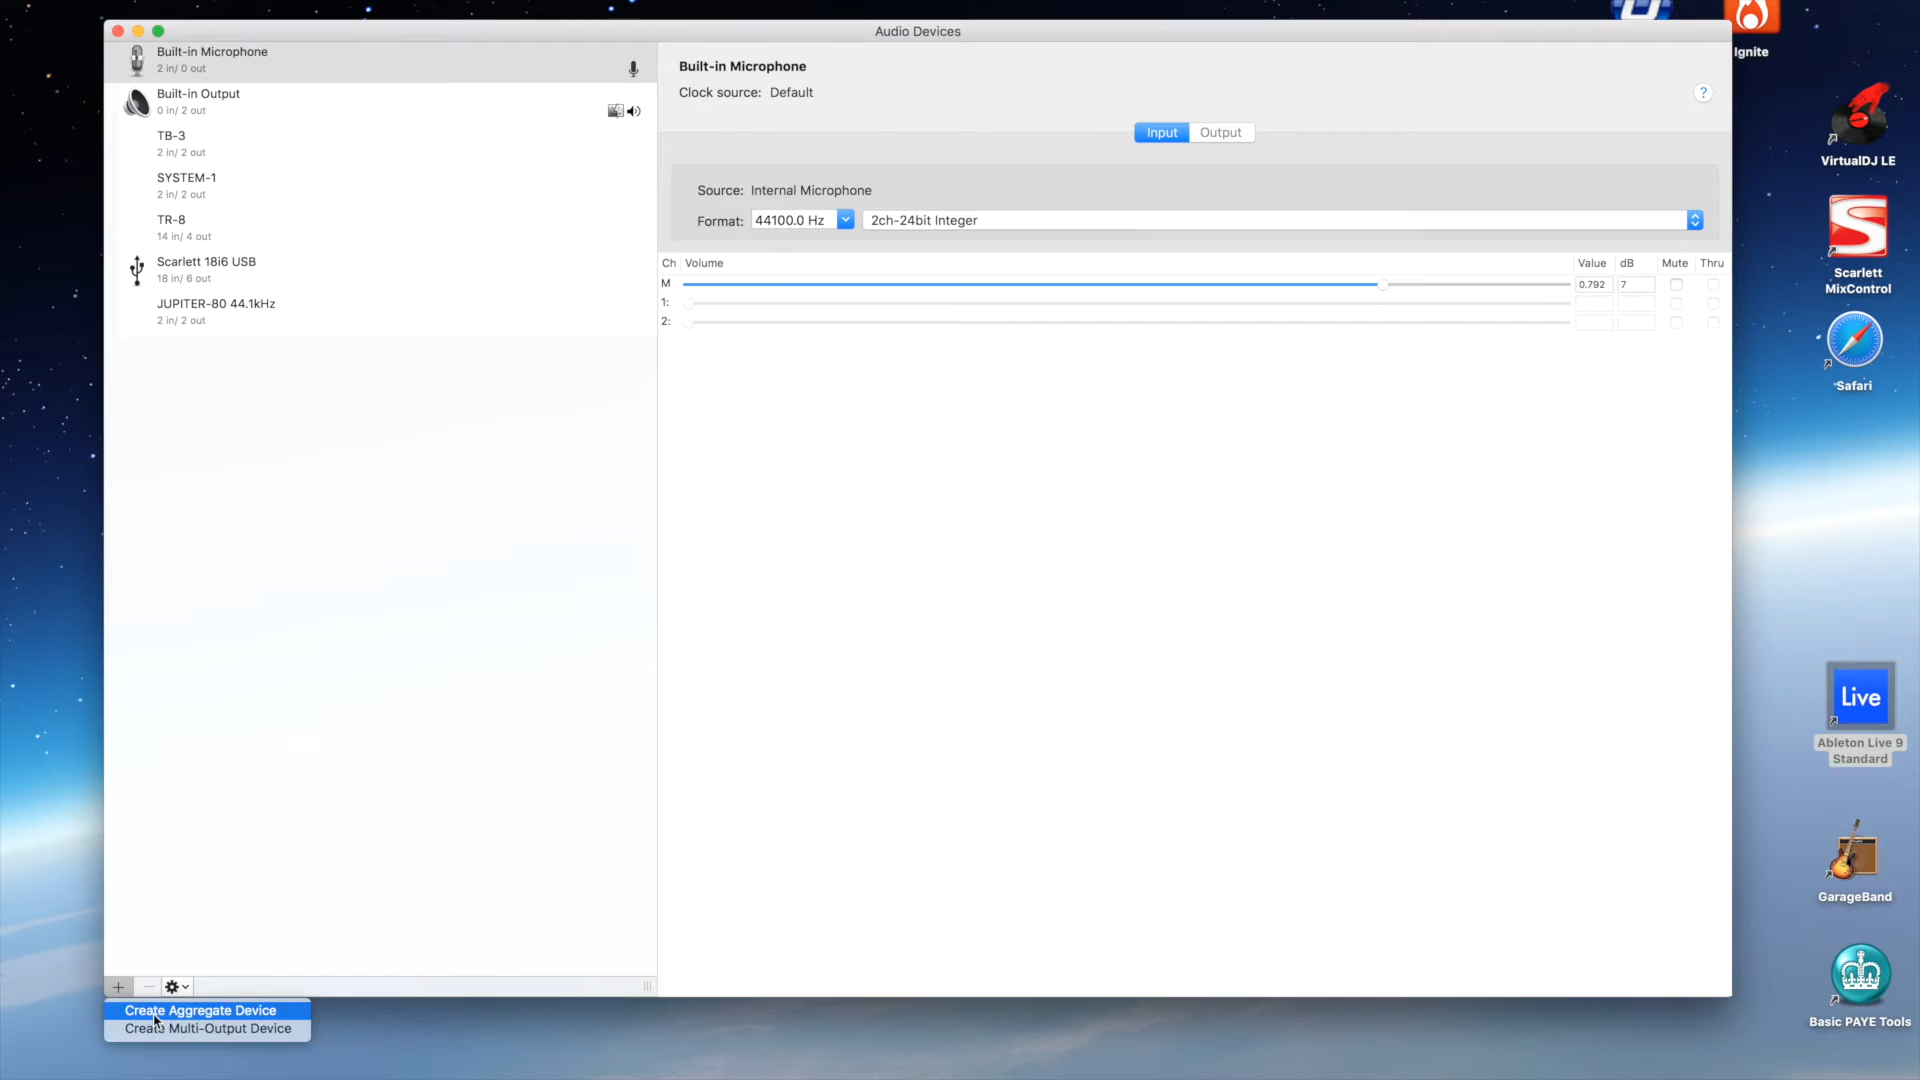 Audio Devices
Built-in Microphone
2 in/ 0 out
Built-in Output
0 in/ 2 out
TB-3
2 in/ 2 out
SYSTEM-1
2 in/ 2 out
TR-8
14 in/ 4 out
Scarlett 18i6 USB
18 in/ 6 out
JUPITER-80 44.1kHz
2 in/ 2 out
Create Aggregate Device
Create Multi-Output Device
Built-in Microphone
Clock source: Default
?
Input Output
Source: Internal Microphone
Format: 44100.0 Hz 2ch-24bit Integer
Ch Volume Value dB Mute Thru
M 0.792 7
1:
2:
Ignite
VirtualDJ LE
Scarlett
MixControl
Safari
Live
Ableton Live 9
Standard
GarageBand
Basic PAYE Tools